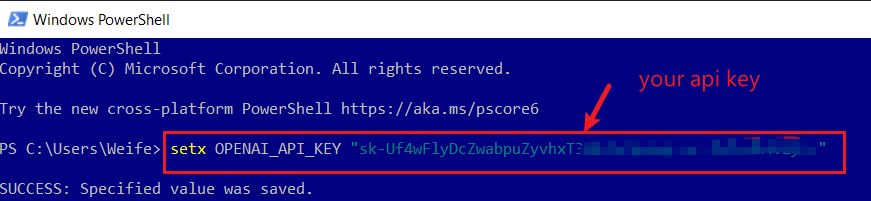 Windows PowerShell
Windows PowerShell
Copyright (C) Microsoft Corporation. All rights reserved.
your api key
Try the new cross-platform PowerShell https://aka.ms/pscore6
PS C:\Users\Weife> setx OPENAI_API_KEY "sk-Uf4wFlyDcZwabpuZyvhxT3"
SUCCESS: Specified value was saved.